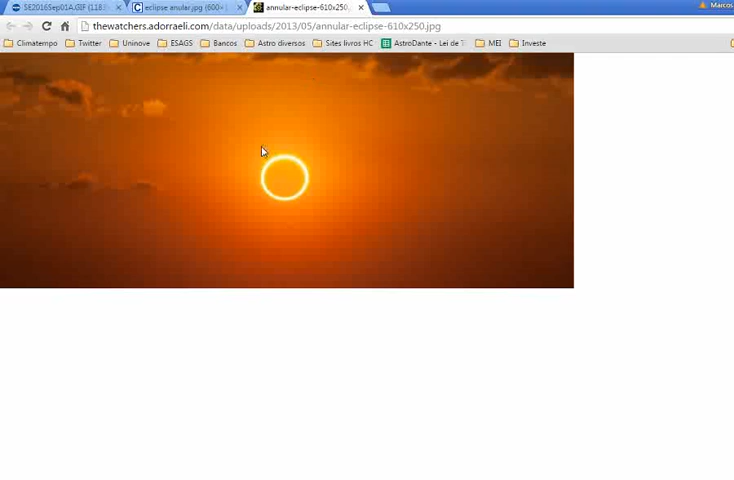 SE2016Sep01A.GIF (118
eclipse anular.jpg (600×
annular-eclipse-610x250.
Marcos
thewatchers.adorraeli.com/data/uploads/2013/05/annular-eclipse-610x250.jpg
Climatempo Twitter Uninove ESAGS Bancos Astro diversos Sites livros HC AstroDante - Lei de T MEI Investe